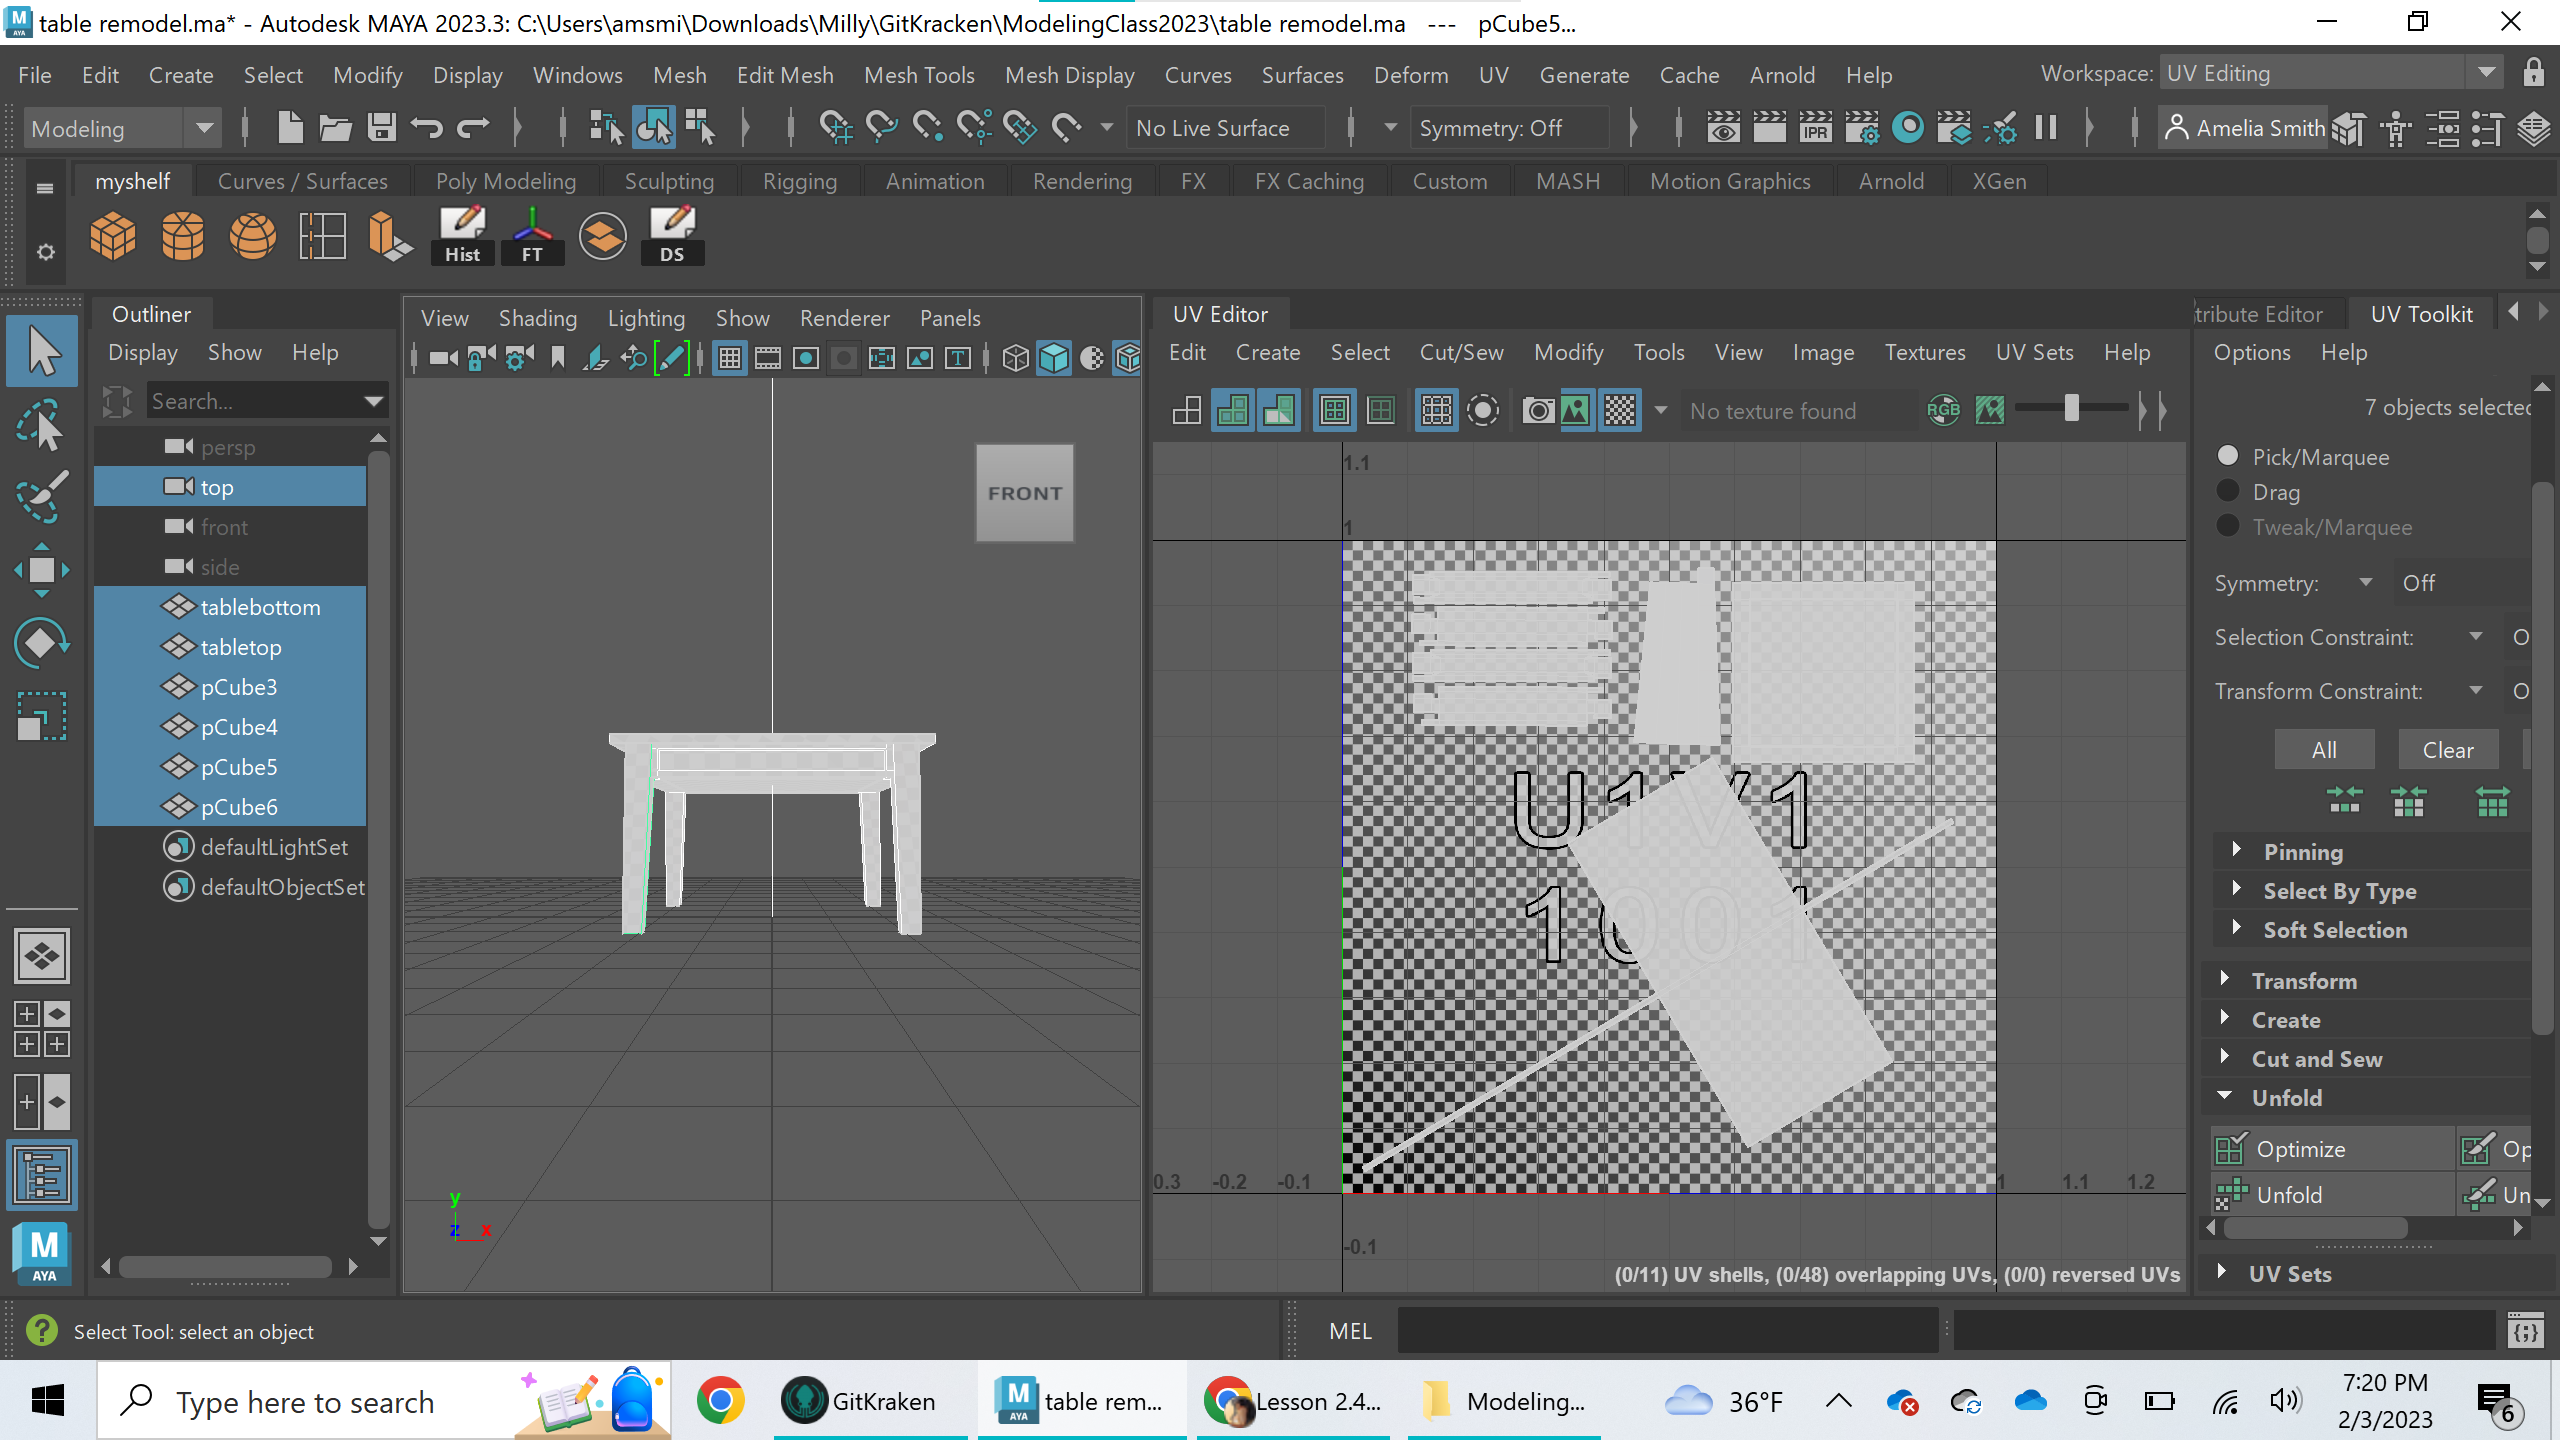 table remodel.ma* - Autodesk MAYA 2023.3: C:\Users\amsmi\Downloads\Milly\GitKracken\ModelingClass2023\table remodel.ma --- pCube5...
File Edit Create Select Modify Display Windows Mesh Edit Mesh Mesh Tools Mesh Display Curves Surfaces Deform UV Generate Cache Arnold Help Workspace: UV Editing
Modeling No Live Surface Symmetry: Off IPR Amelia Smith
myshelf Curves / Surfaces Poly Modeling Sculpting Rigging Animation Rendering FX FX Caching Custom MASH Motion Graphics Arnold XGen
Hist FT DS
Outliner
Display Show Help
Search...
persp
top
front
side
tablebottom
tabletop
pCube3
pCube4
pCube5
pCube6
defaultLightSet
defaultObjectSet
View Shading Lighting Show Renderer Panels
FRONT
y
z x
UV Editor
Edit Create Select Cut/Sew Modify Tools View Image Textures UV Sets Help
No texture found RGB
1.1
1
U1V1
1001
0.3 -0.2 -0.1 1 1.1 1.2
-0.1
(0/11) UV shells, (0/48) overlapping UVs, (0/0) reversed UVs
tribute Editor UV Toolkit
Options Help
7 objects selected
Pick/Marquee
Drag
Tweak/Marquee
Symmetry: Off
Selection Constraint: O
Transform Constraint: O
All Clear
Pinning
Select By Type
Soft Selection
Transform
Create
Cut and Sew
Unfold
Optimize Op
Unfold Un
UV Sets
M
AYA
Select Tool: select an object MEL
Type here to search GitKraken table rem... Lesson 2.4... Modeling... 36°F 7:20 PM
2/3/2023 6